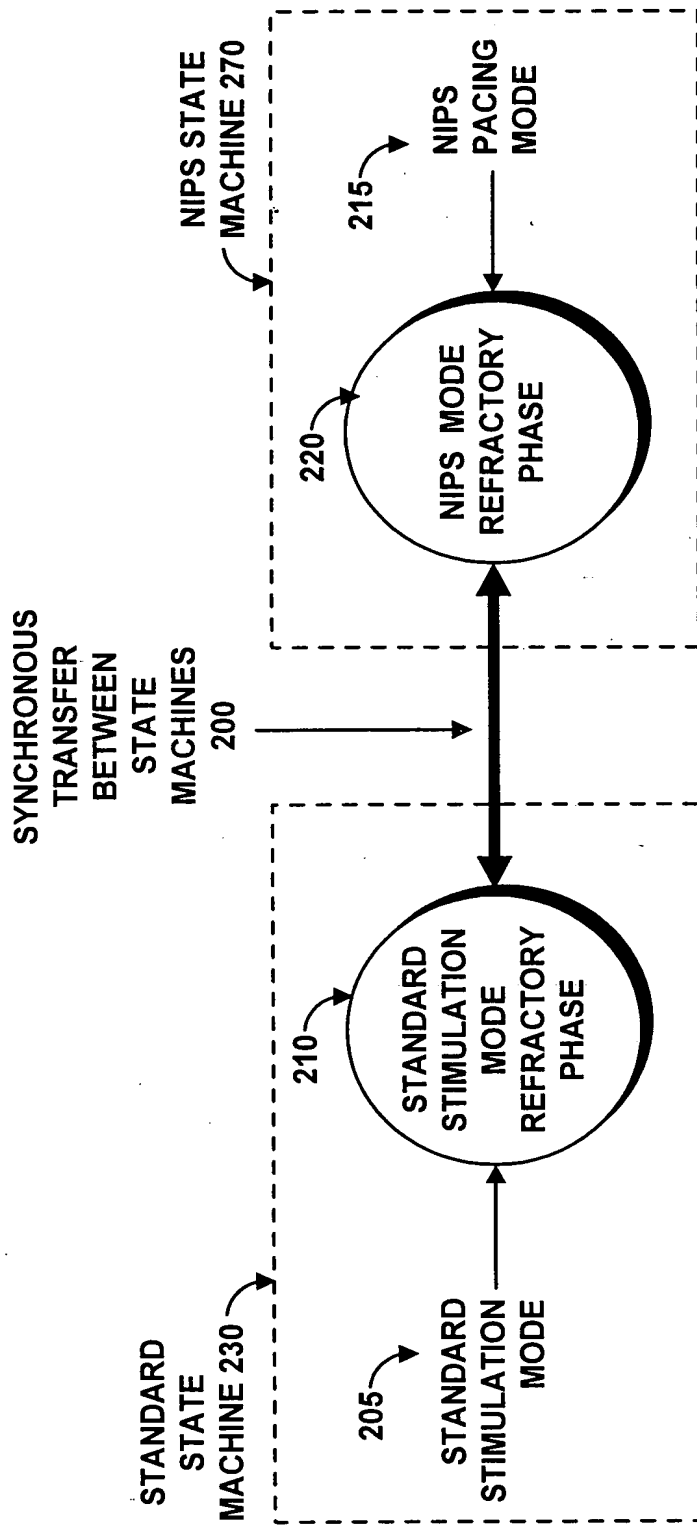 SYNCHRONOUS
TRANSFER
BETWEEN
STATE
MACHINES
200
STANDARD
STATE
MACHINE 230
205
STANDARD
STIMULATION
MODE
210
STANDARD
STIMULATION
MODE
REFRACTORY
PHASE
NIPS STATE
MACHINE 270
220
NIPS MODE
REFRACTORY
PHASE
215
NIPS
PACING
MODE